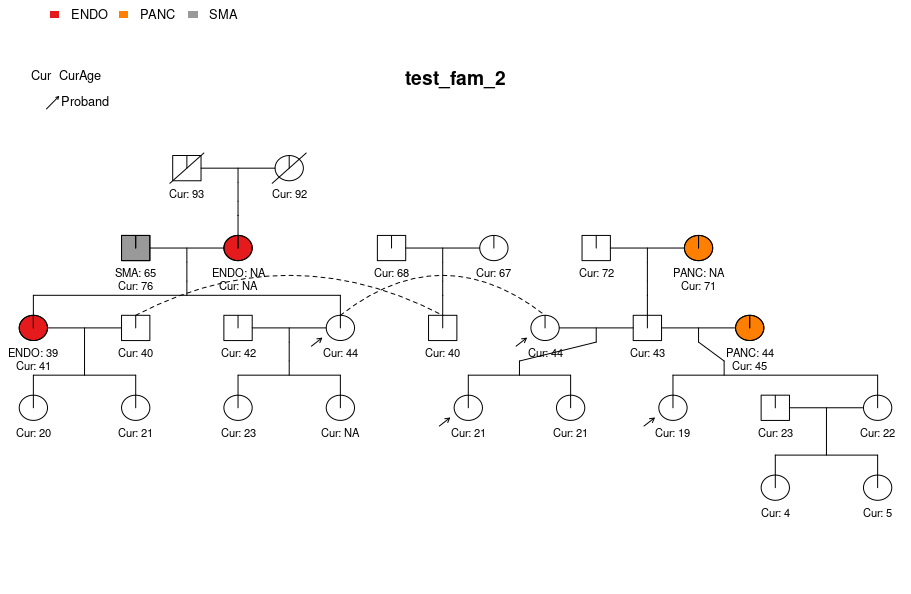 ENDO PANC SMA
Cur CurAge
test_fam_2
Proband
Cur: 93 Cur: 92
SMA: 65 ENDO: NA Cur: 68 Cur: 67 Cur: 72 PANC: NA
Cur: 76 Cur: NA Cur: 71
ENDO: 39 Cur: 40 Cur: 42 Cur: 44 Cur: 40 Cur: 44 Cur: 43 PANC: 44
Cur: 41 Cur: 45
Cur: 20 Cur: 21 Cur: 23 Cur: NA Cur: 21 Cur: 21 Cur: 19 Cur: 23 Cur: 22
Cur: 4 Cur: 5